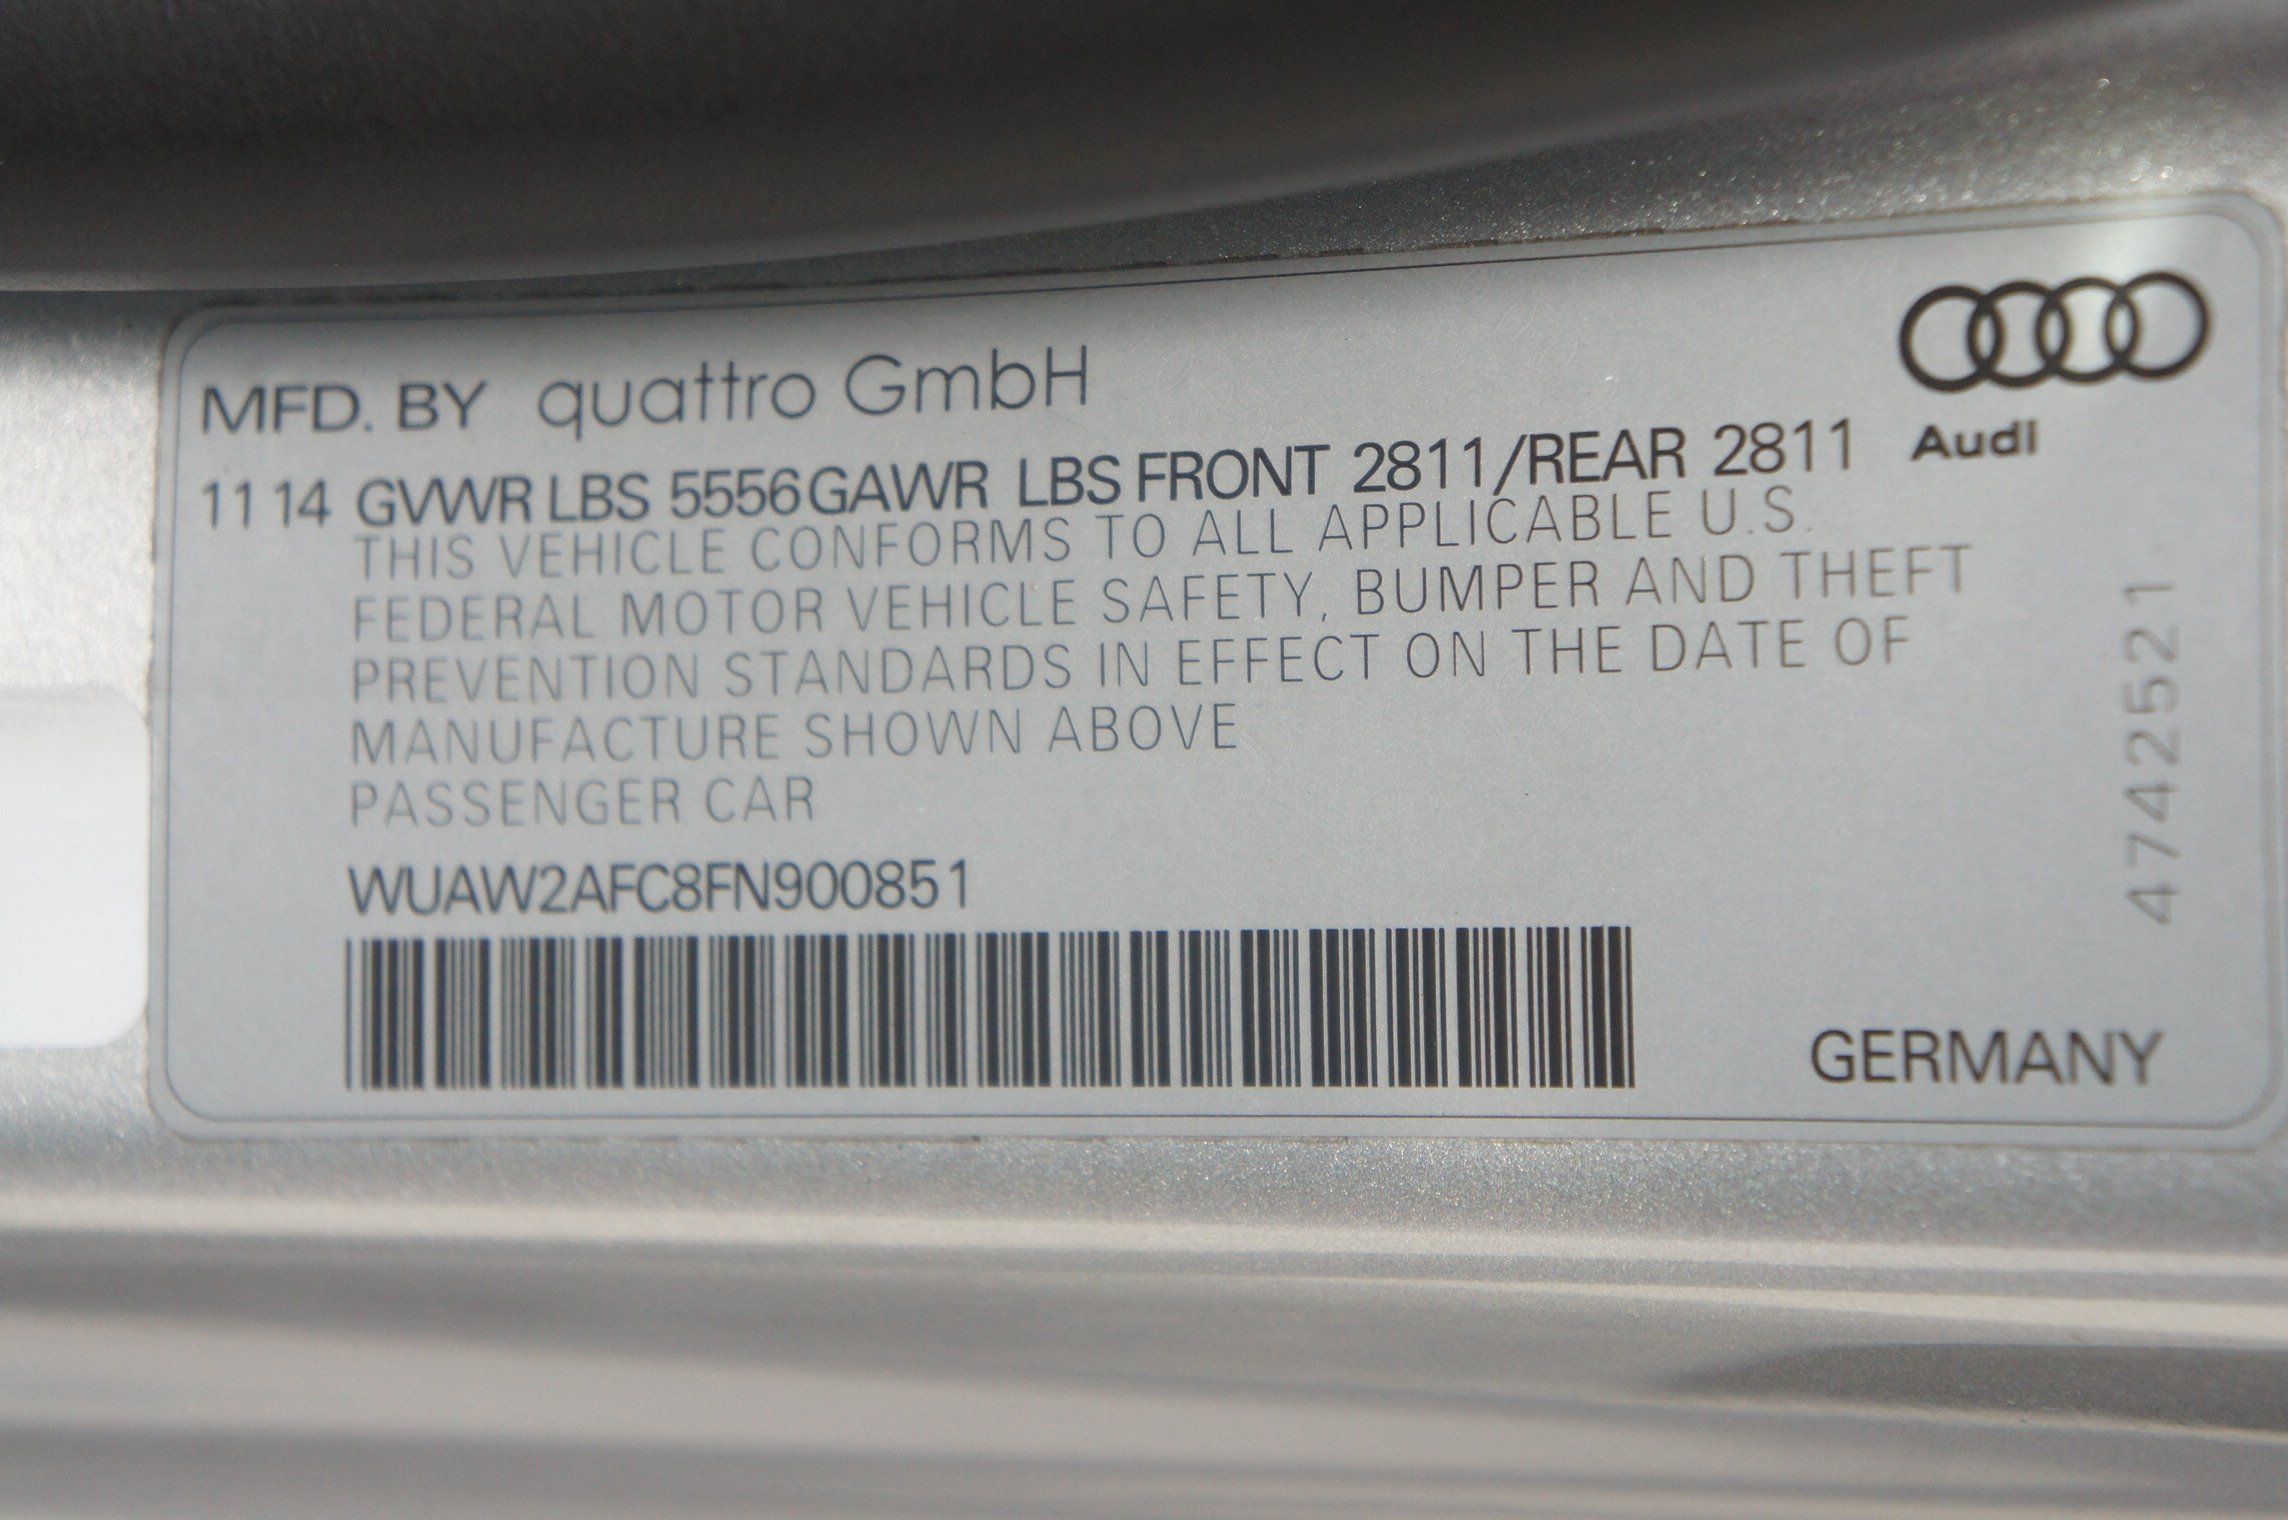 MFD. BY quattro GmbH
Audi
11 14 GVWR LBS 5556 GAWR LBS FRONT 2811/REAR 2811
THIS VEHICLE CONFORMS TO ALL APPLICABLE U.S.
FEDERAL MOTOR VEHICLE SAFETY, BUMPER AND THEFT
PREVENTION STANDARDS IN EFFECT ON THE DATE OF
MANUFACTURE SHOWN ABOVE
PASSENGER CAR
WUAW2AFC8FN900851
4742521
GERMANY